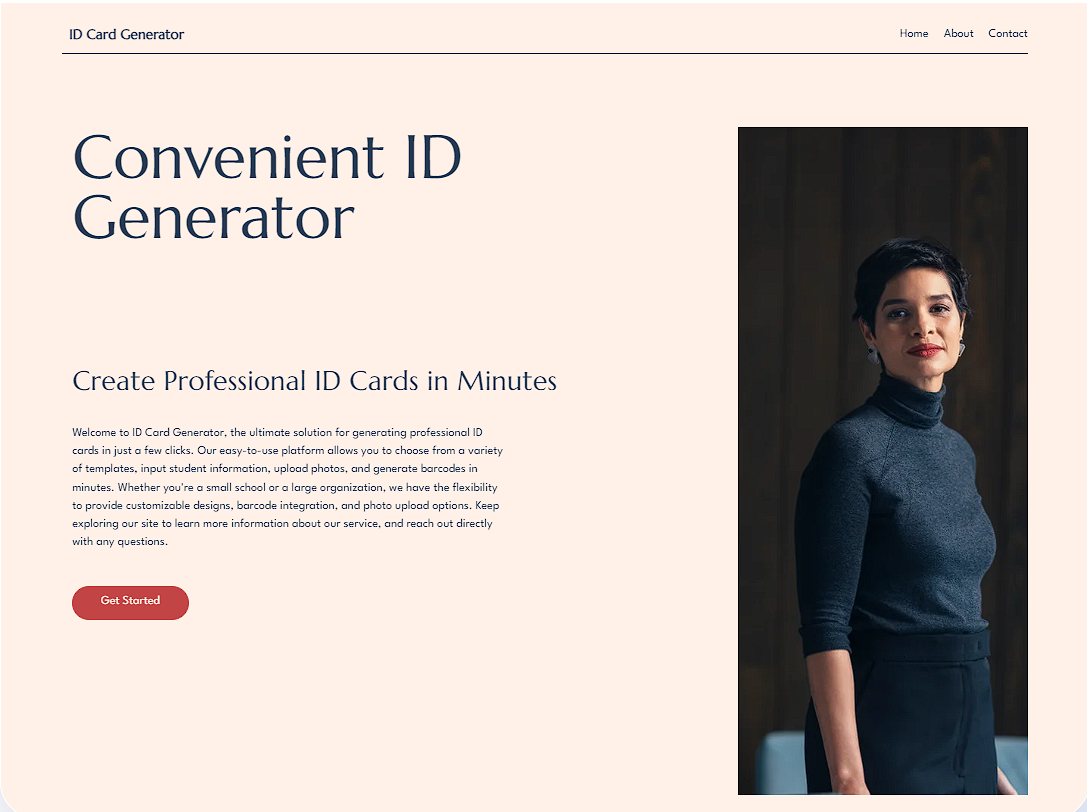 ID Card Generator
Home About Contact
Convenient ID
Generator
Create Professional ID Cards in Minutes
Welcome to ID Card Generator, the ultimate solution for generating professional ID
cards in just a few clicks. Our easy-to-use platform allows you to choose from a variety
of templates, input student information, upload photos, and generate barcodes in
minutes. Whether you're a small school or a large organization, we have the flexibility
to provide customizable designs, barcode integration, and photo upload options. Keep
exploring our site to learn more information about our service, and reach out directly
with any questions.
Get Started